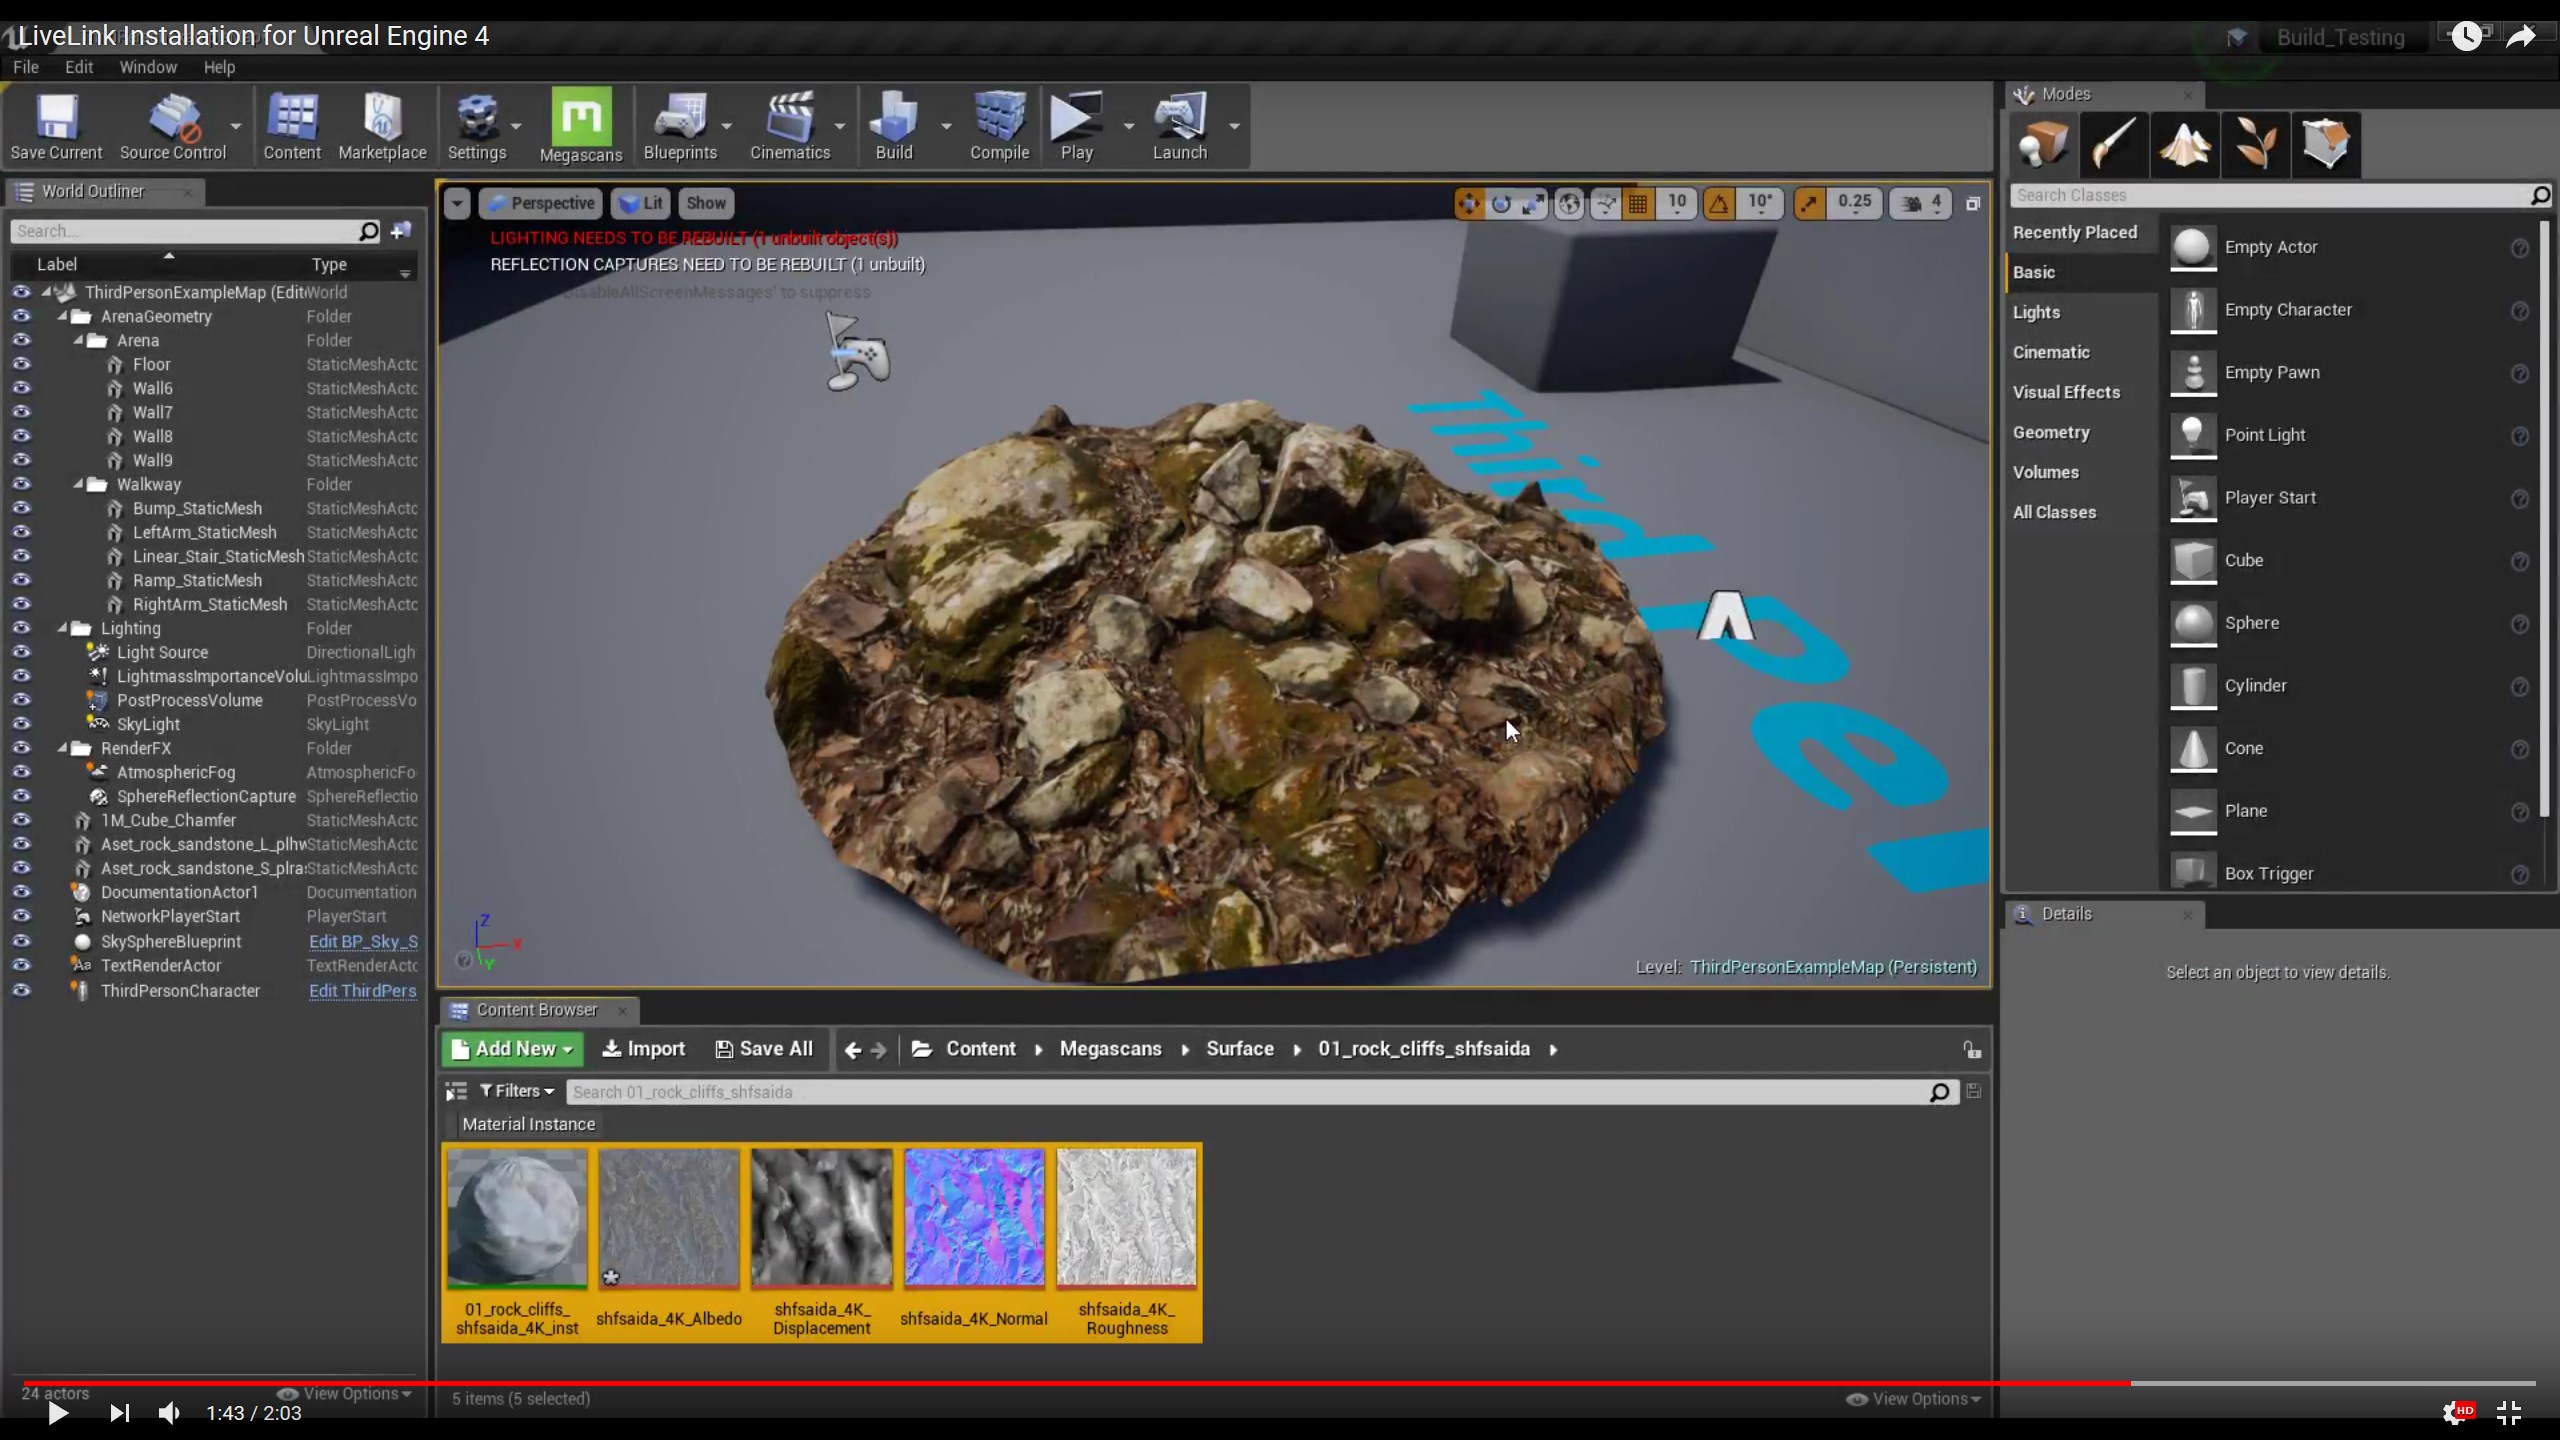 LiveLink Installation for Unreal Engine 4
Build_Testing
File Edit Window Help
Save Current Source Control Content Marketplace Settings Megascans Blueprints Cinematics Build Compile Play Launch
World Outliner
Search...
Label Type
ThirdPersonExampleMap (Edit World
ArenaGeometry Folder
Arena Folder
Floor StaticMeshActo
Wall6 StaticMeshActo
Wall7 StaticMeshActo
Wall8 StaticMeshActo
Wall9 StaticMeshActo
Walkway Folder
Bump_StaticMesh StaticMeshActo
LeftArm_StaticMesh StaticMeshActo
Linear_Stair_StaticMesh StaticMeshActo
Ramp_StaticMesh StaticMeshActo
RightArm_StaticMesh StaticMeshActo
Lighting Folder
Light Source DirectionalLigh
LightmassImportanceVolu LightmassImpo
PostProcessVolume PostProcessVo
SkyLight SkyLight
RenderFX Folder
AtmosphericFog AtmosphericFo
SphereReflectionCapture SphereReflectio
1M_Cube_Chamfer StaticMeshActo
Aset_rock_sandstone_L_plhw StaticMeshActo
Aset_rock_sandstone_S_plra StaticMeshActo
DocumentationActor1 Documentation
NetworkPlayerStart PlayerStart
SkySphereBlueprint Edit BP_Sky_S
TextRenderActor TextRenderActo
ThirdPersonCharacter Edit ThirdPers
24 actors View Options
Perspective Lit Show
10 10° 0.25 4
LIGHTING NEEDS TO BE REBUILT (1 unbuilt object(s))
REFLECTION CAPTURES NEED TO BE REBUILT (1 unbuilt)
'DisableAllScreenMessages' to suppress
Third Per
Z
X
Y
Level: ThirdPersonExampleMap (Persistent)
Content Browser
Add New Import Save All Content Megascans Surface 01_rock_cliffs_shfsaida
Filters Search 01_rock_cliffs_shfsaida
Material Instance
01_rock_cliffs_
shfsaida_4K_inst
shfsaida_4K_Albedo
shfsaida_4K_
Displacement
shfsaida_4K_Normal
shfsaida_4K_
Roughness
5 items (5 selected) View Options
Modes
Search Classes
Recently Placed
Basic
Lights
Cinematic
Visual Effects
Geometry
Volumes
All Classes
Empty Actor
Empty Character
Empty Pawn
Point Light
Player Start
Cube
Sphere
Cylinder
Cone
Plane
Box Trigger
Details
Select an object to view details.
1:43 / 2:03
HD